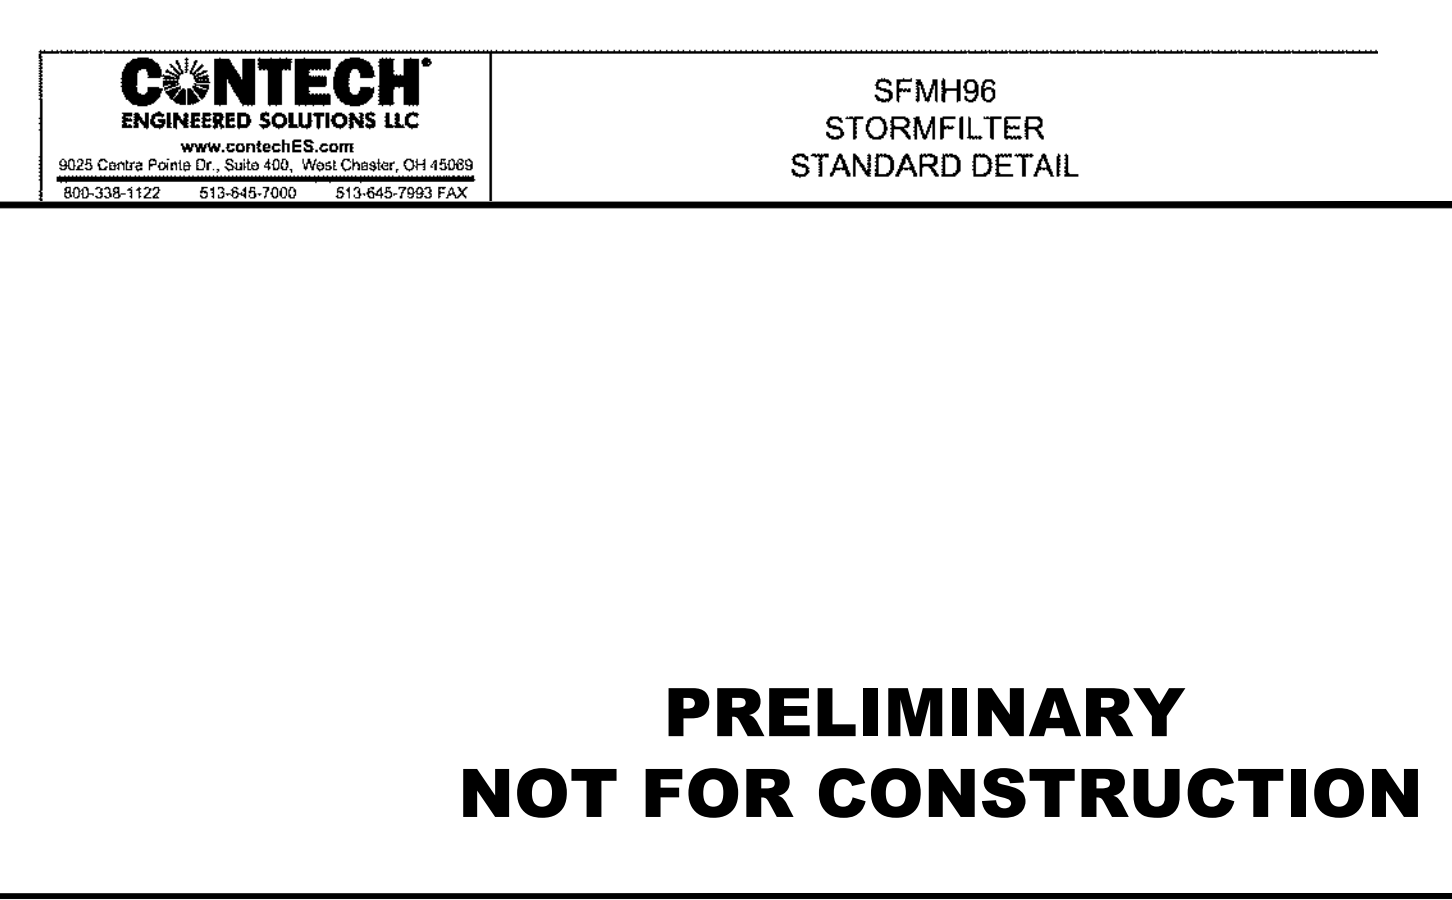 CONTECH
ENGINEERED SOLUTIONS LLC
www.contechES.com
9025 Centre Pointe Dr., Suite 400, West Chester, OH 45069
800-338-1122 513-645-7000 513-645-7993 FAX
SFMH96
STORMFILTER
STANDARD DETAIL
PRELIMINARY
NOT FOR CONSTRUCTION